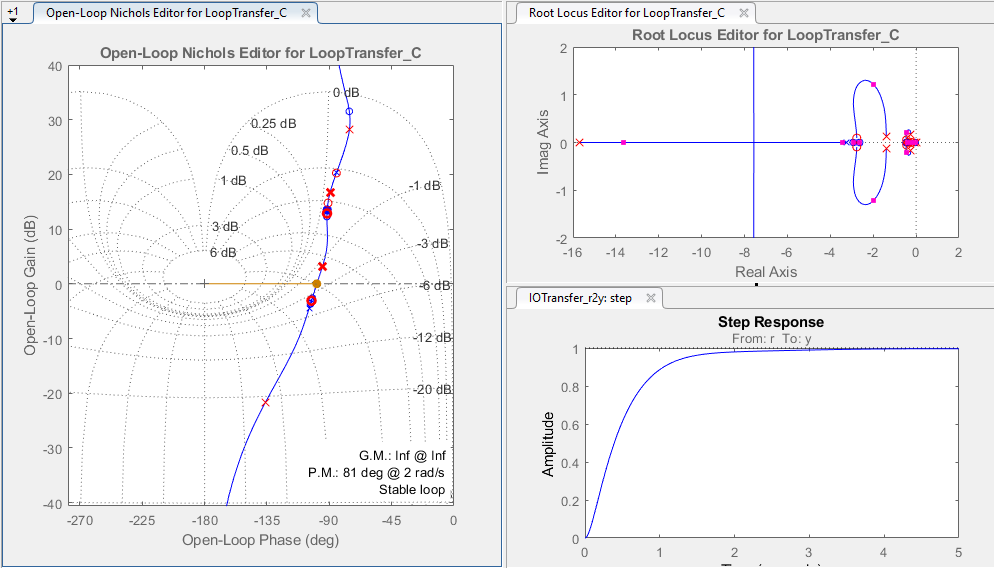 +1
Open-Loop Nichols Editor for LoopTransfer_C
Open-Loop Nichols Editor for LoopTransfer_C
Open-Loop Gain (dB)
40
30
20
10
0
-10
-20
-30
-40
0 dB
0.25 dB
0.5 dB
1 dB
-1 dB
3 dB
-3 dB
6 dB
-6 dB
-12 dB
-20 dB
G.M.: Inf @ Inf
P.M.: 81 deg @ 2 rad/s
Stable loop
-270
-225
-180
-135
-90
-45
0
Open-Loop Phase (deg)
Root Locus Editor for LoopTransfer_C
Root Locus Editor for LoopTransfer_C
Imag Axis
2
1
0
-1
-2
-16
-14
-12
-10
-8
-6
-4
-2
0
2
Real Axis
IOTransfer_r2y: step
Step Response
From: r To: y
Amplitude
1
0.8
0.6
0.4
0.2
0
0
1
2
3
4
5